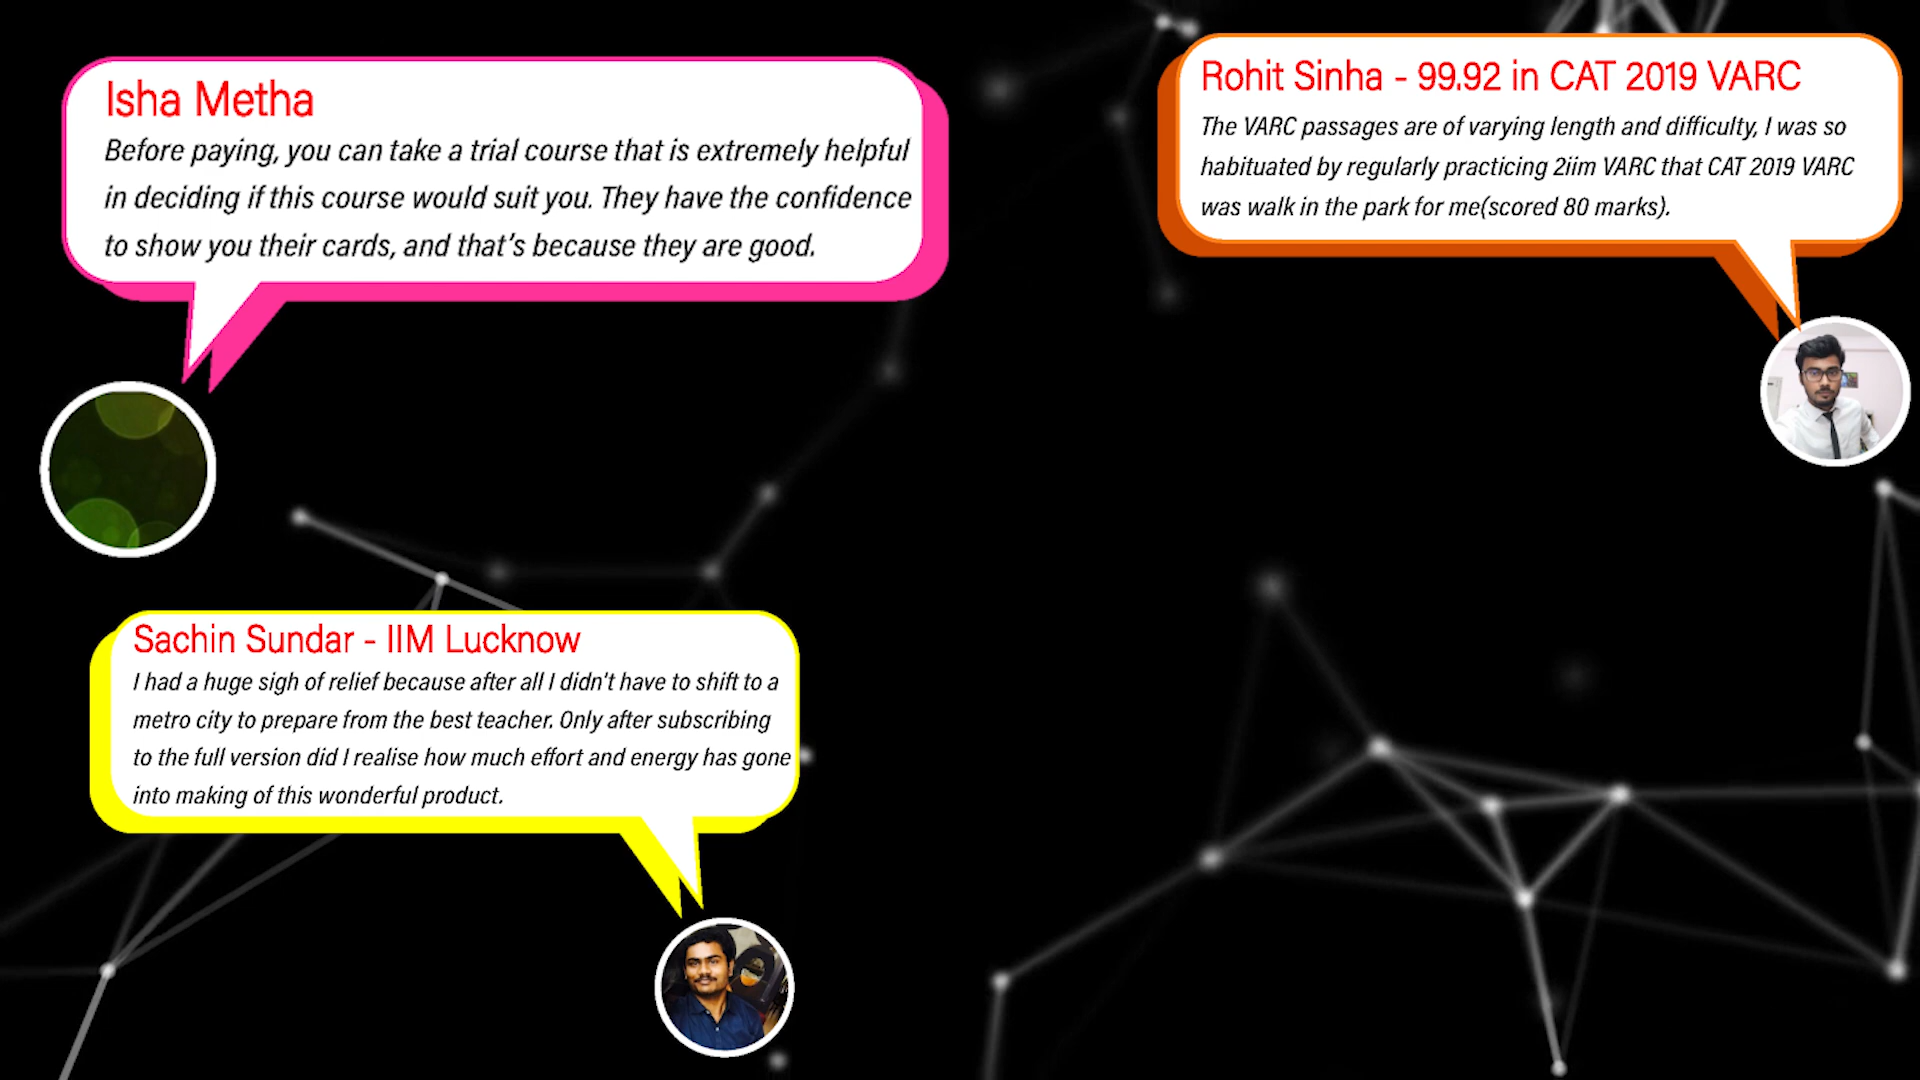 Isha Metha
Before paying, you can take a trial course that is extremely helpful
in deciding if this course would suit you. They have the confidence
to show you their cards, and that's because they are good.
Rohit Sinha - 99.92 in CAT 2019 VARC
The VARC passages are of varying length and difficulty, I was so
habituated by regularly practicing 2iim VARC that CAT 2019 VARC
was walk in the park for me(scored 80 marks).
Sachin Sundar - IIM Lucknow
I had a huge sigh of relief because after all I didn't have to shift to a
metro city to prepare from the best teacher. Only after subscribing
to the full version did I realise how much effort and energy has gone
into making of this wonderful product.